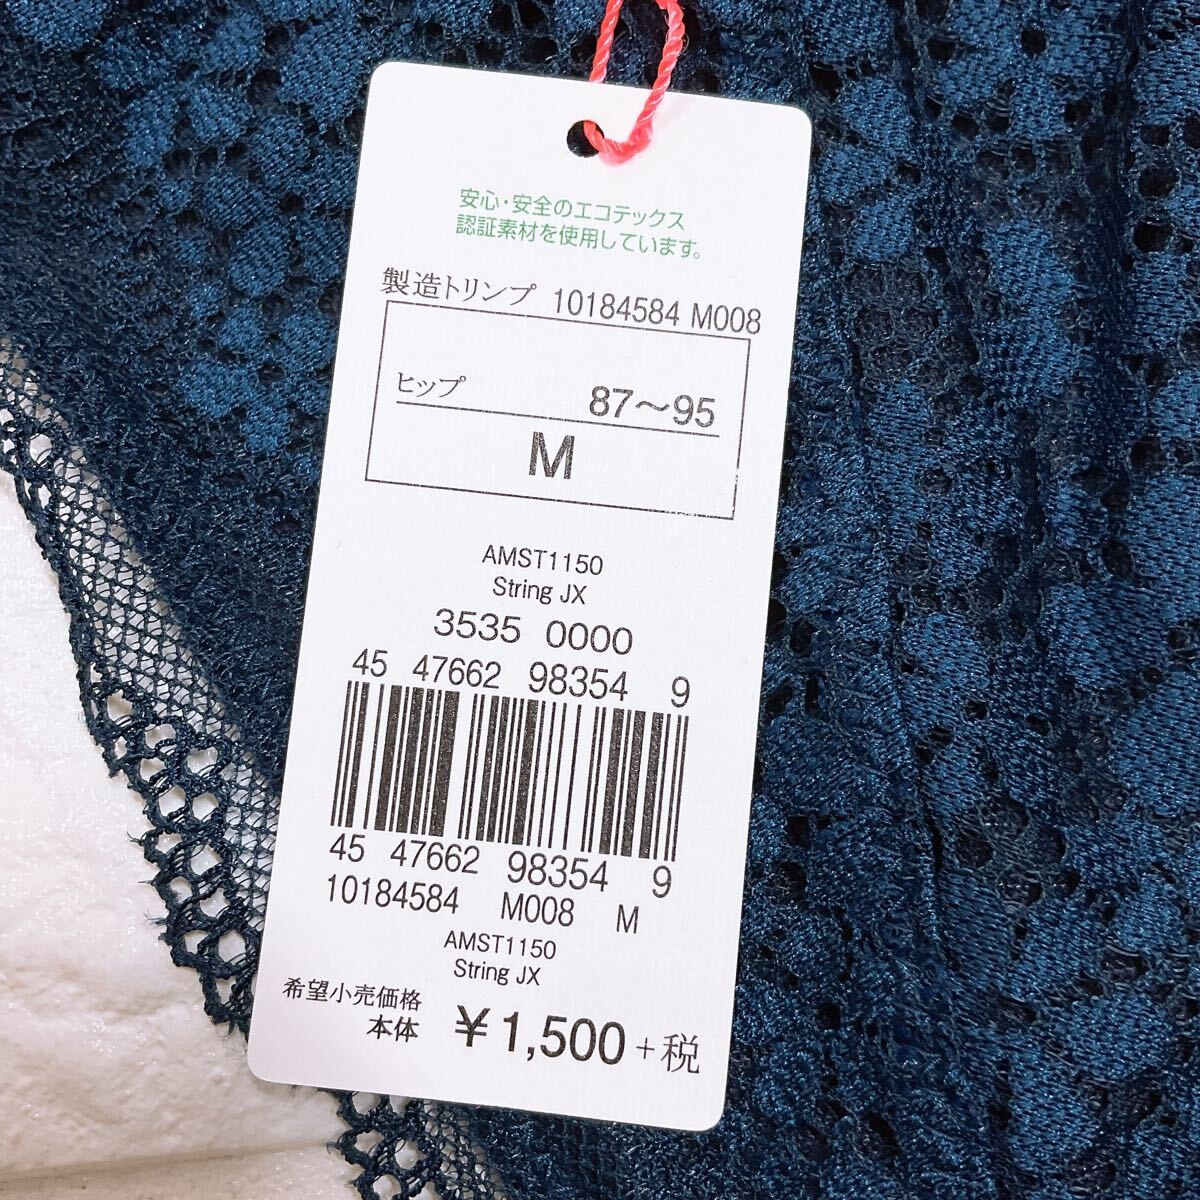 安心・安全のエコテックス
認証素材を使用しています。
製造トリンプ 10184584 M008
ヒップ 87〜95
M
AMST1150
String JX
3535 0000
45 47662 98354 9
45 47662 98354 9
10184584 M008 M
AMST1150
String JX
希望小売価格
本体 ¥1,500+税